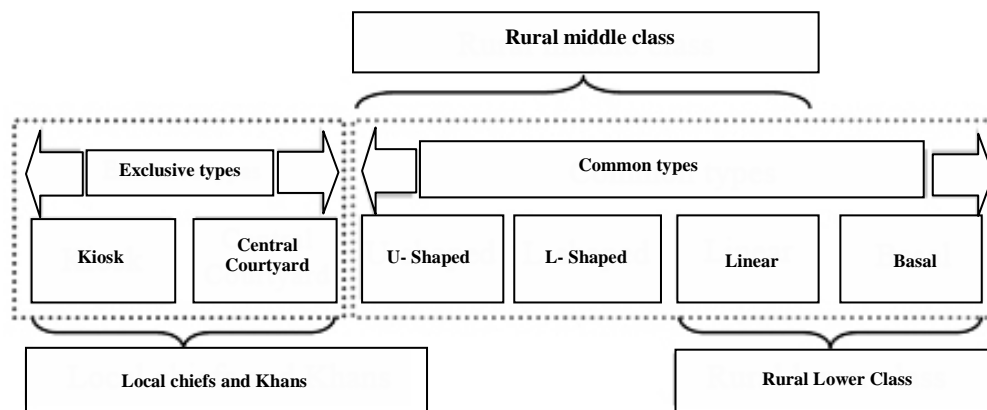 Rural middle class
Exclusive types
Common types
Kiosk
Central
Courtyard
U- Shaped
L- Shaped
Linear
Basal
Local chiefs and Khans
Rural Lower Class